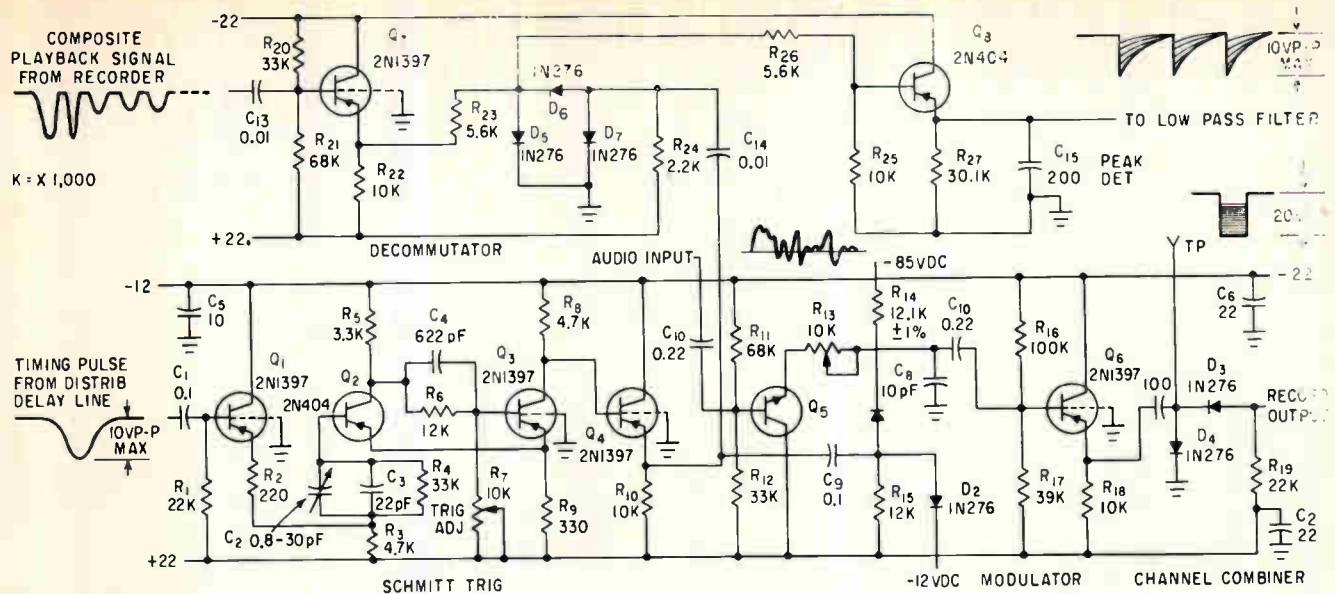 -22
COMPOSITE
PLAYBACK SIGNAL
FROM RECORDER
K = X 1,000
C13
0.01
R20
33K
R21
68K
2N1397
R22
10K
R23
5.6K
1N276
D6
D5
1N276
D7
1N276
R24
2.2K
C14
0.01
R26
5.6K
Q8
2N404
R25
10K
R27
30.1K
C15
200
PEAK
DET
TO LOW PASS FILTER
10VP-P
MAX
+22
DECOMMUTATOR
AUDIO INPUT
-85VDC
TP
-12
-22
C5
10
TIMING PULSE
FROM DISTRIB
DELAY LINE
10VP-P
MAX
C1
0.1
R1
22K
Q1
2N1397
R2
220
C2 0.8-30pF
R3
4.7K
Q2
2N404
R5
3.3K
C4
622 pF
R6
12K
C3
22pF
R4
33K
R7
10K
TRIG
ADJ
Q3
2N1397
R8
4.7K
R9
330
Q4
2N1397
R10
10K
C10
0.22
R11
68K
R12
33K
Q5
R13
10K
R14
12.1K
±1%
C8
10pF
C9
0.1
R15
12K
D2
1N276
C10
0.22
R16
100K
R17
39K
Q6
2N1397
R18
10K
100
D3
1N276
D4
1N276
RECORD
R19
22K
C2
22
C6
22
+22
SCHMITT TRIG
-12VDC
MODULATOR
CHANNEL COMBINER